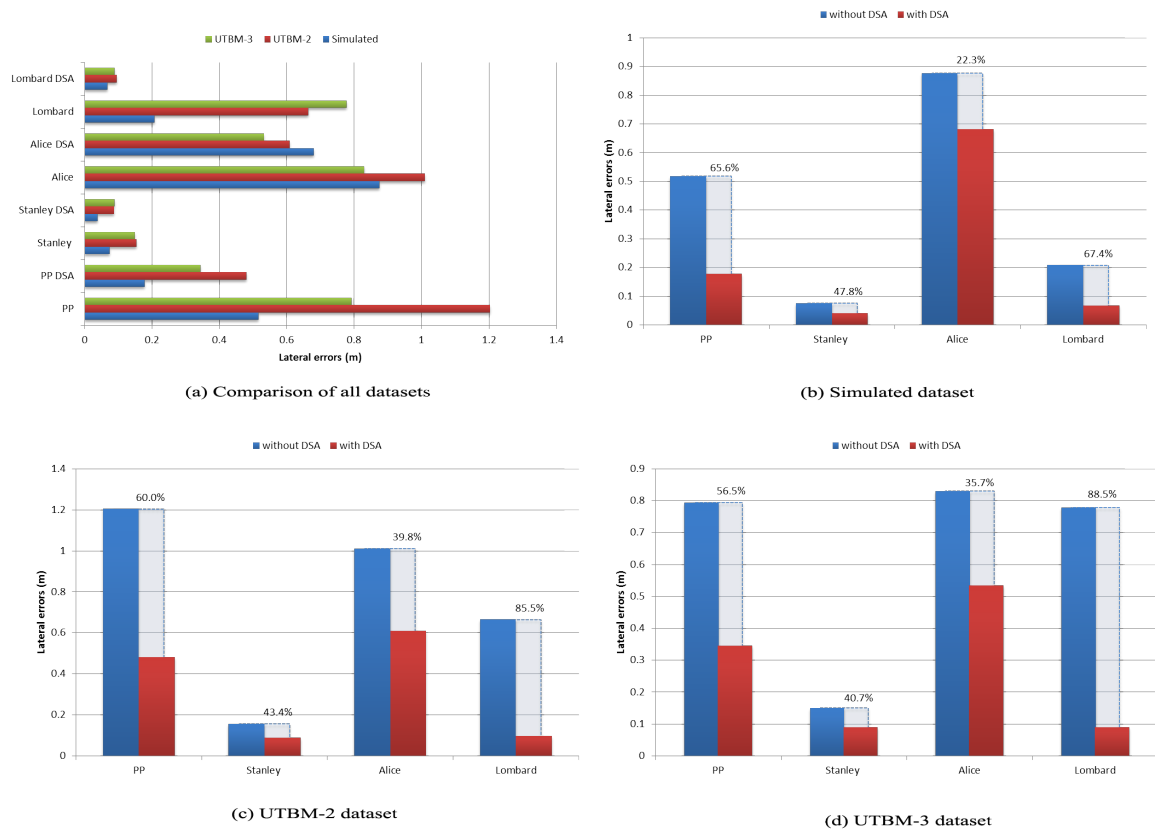 UTBM-3 UTBM-2 Simulated
Lombard DSA
Lombard
Alice DSA
Alice
Stanley DSA
Stanley
PP DSA
PP
0 0.2 0.4 0.6 0.8 1 1.2 1.4
Lateral errors (m)
(a) Comparison of all datasets
without DSA with DSA
Lateral errors (m)
1
0.9
0.8
0.7
0.6
0.5
0.4
0.3
0.2
0.1
0
65.6%
47.8%
22.3%
67.4%
PP Stanley Alice Lombard
(b) Simulated dataset
without DSA with DSA
Lateral errors (m)
1.4
1.2
1
0.8
0.6
0.4
0.2
0
60.0%
43.4%
39.8%
85.5%
PP Stanley Alice Lombard
(c) UTBM-2 dataset
without DSA with DSA
Lateral errors (m)
0.9
0.8
0.7
0.6
0.5
0.4
0.3
0.2
0.1
0
56.5%
40.7%
35.7%
88.5%
PP Stanley Alice Lombard
(d) UTBM-3 dataset